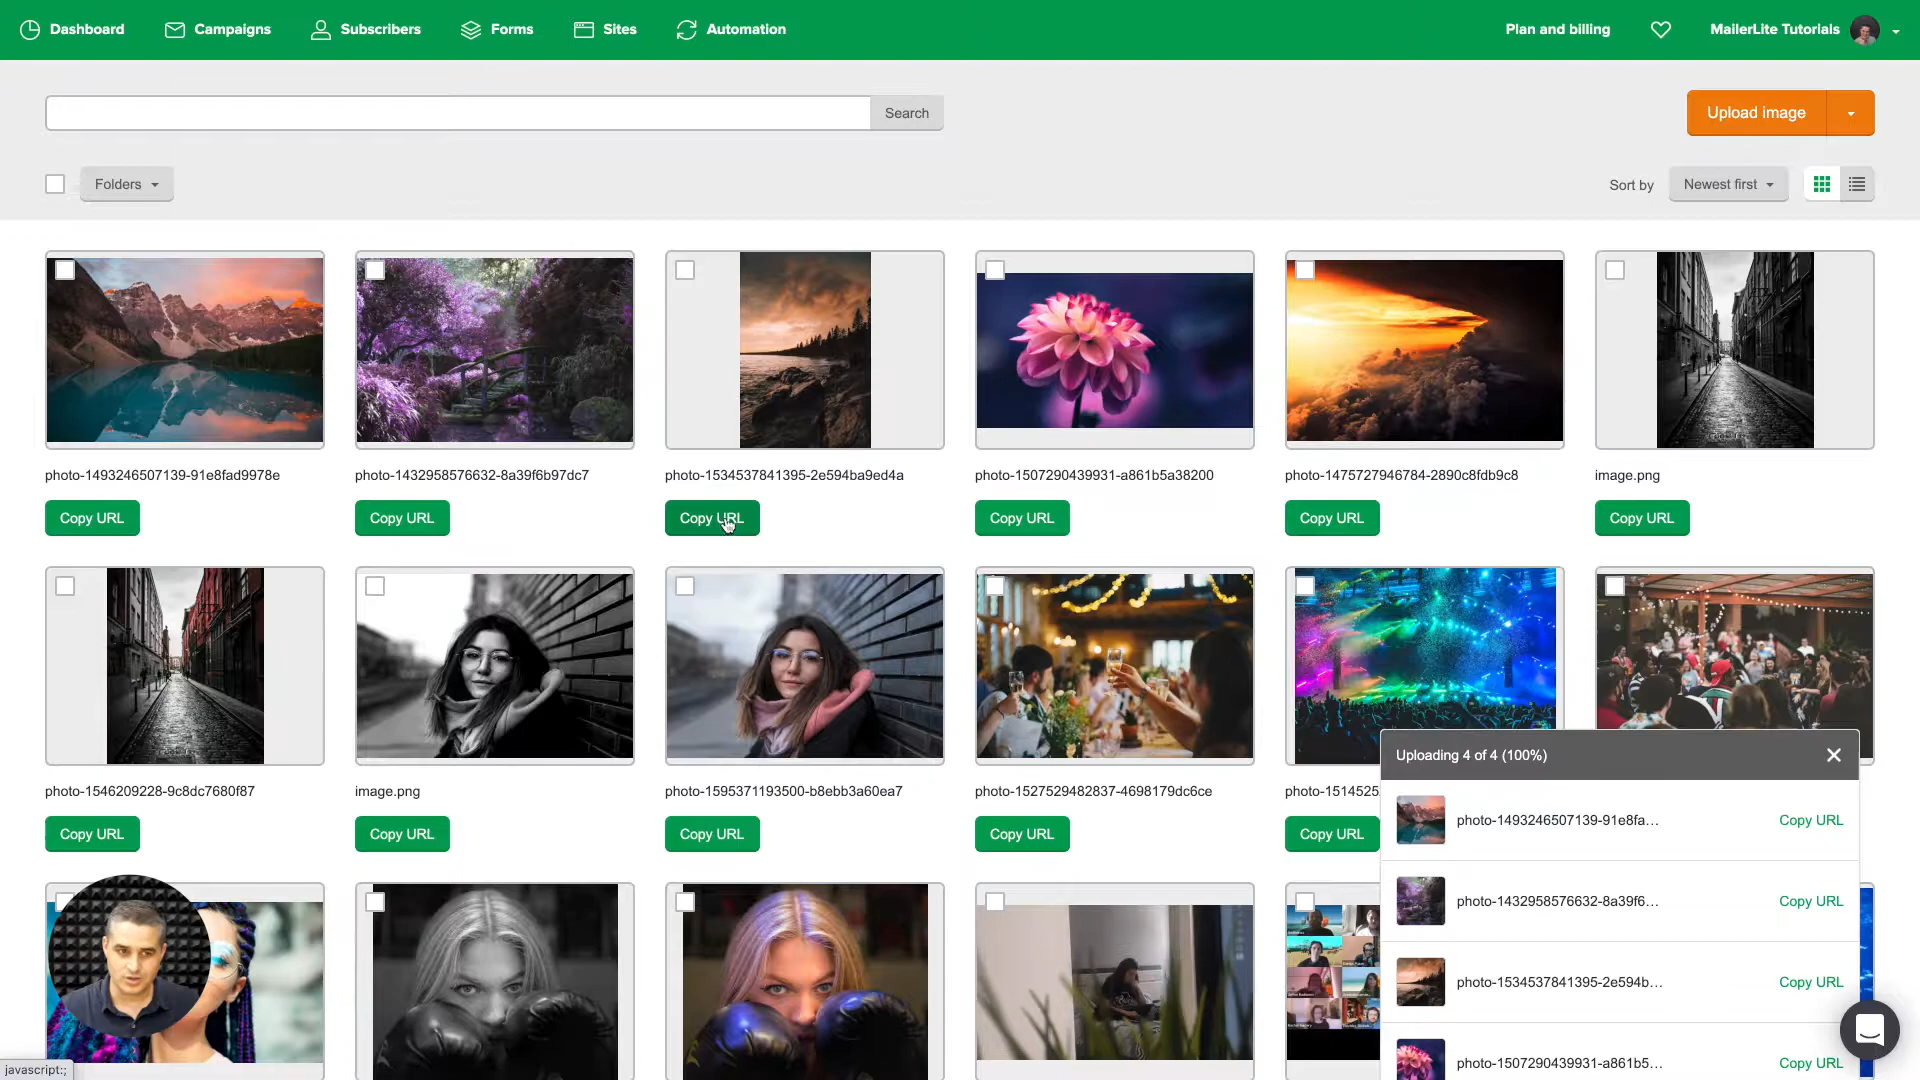 Dashboard
Campaigns
Subscribers
Forms
Sites
Automation
Plan and billing
MailerLite Tutorials
Search
Upload image
Folders
Sort by
Newest first
photo-1493246507139-91e8fad9978e
photo-1432958576632-8a39f6b97dc7
photo-1534537841395-2e594ba9ed4a
photo-1507290439931-a861b5a38200
photo-1475727946784-2890c8fdb9c8
image.png
Copy URL
Copy URL
Copy URL
Copy URL
Copy URL
Copy URL
photo-1546209228-9c8dc7680f87
image.png
photo-1595371193500-b8ebb3a60ea7
photo-1527529482837-4698179dc6ce
photo-1514525
Copy URL
Copy URL
Copy URL
Copy URL
Copy URL
Uploading 4 of 4 (100%)
photo-1493246507139-91e8fa...
Copy URL
photo-1432958576632-8a39f6...
Copy URL
photo-1534537841395-2e594b...
Copy URL
photo-1507290439931-a861b5...
Copy URL
javascript:;